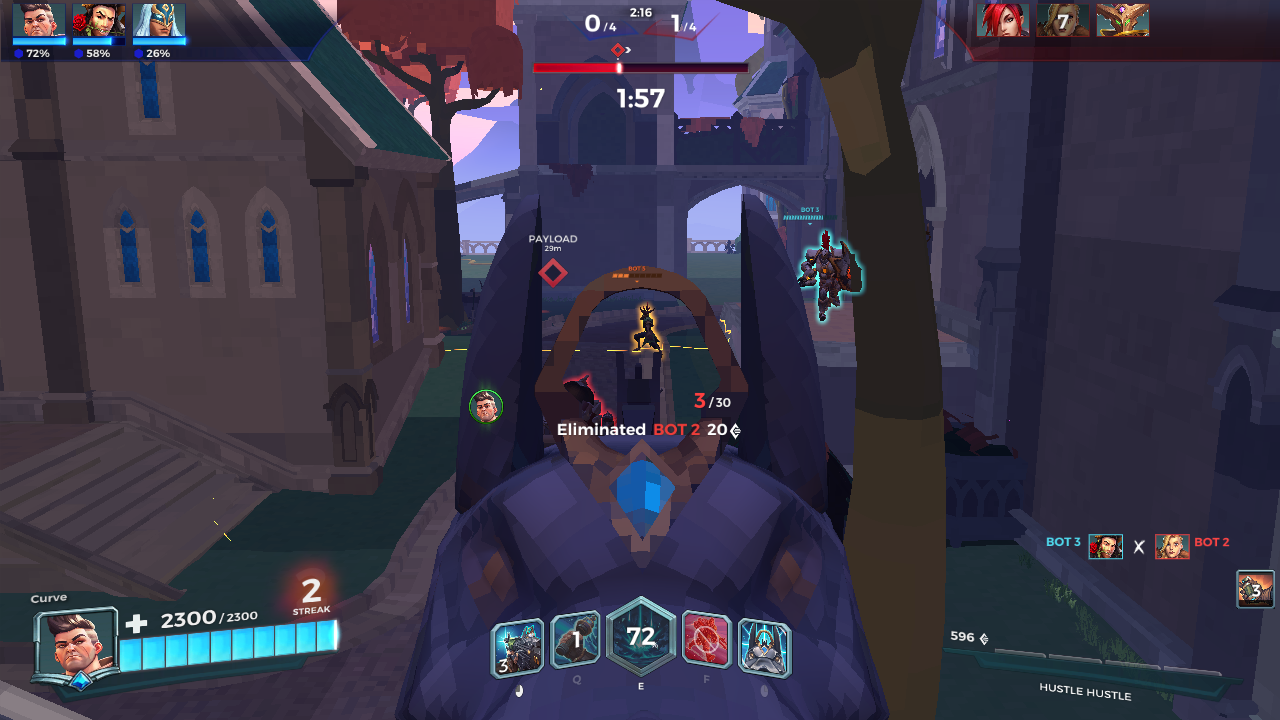 72%
58%
26%
0/4
2:16
1/4
1:57
7
BOT 3
PAYLOAD
29m
3/30
Eliminated BOT 2 20
BOT 3
BOT 2
3
Curve
2300/2300
2
STREAK
3
1
72
Q
E
F
596
HUSTLE HUSTLE